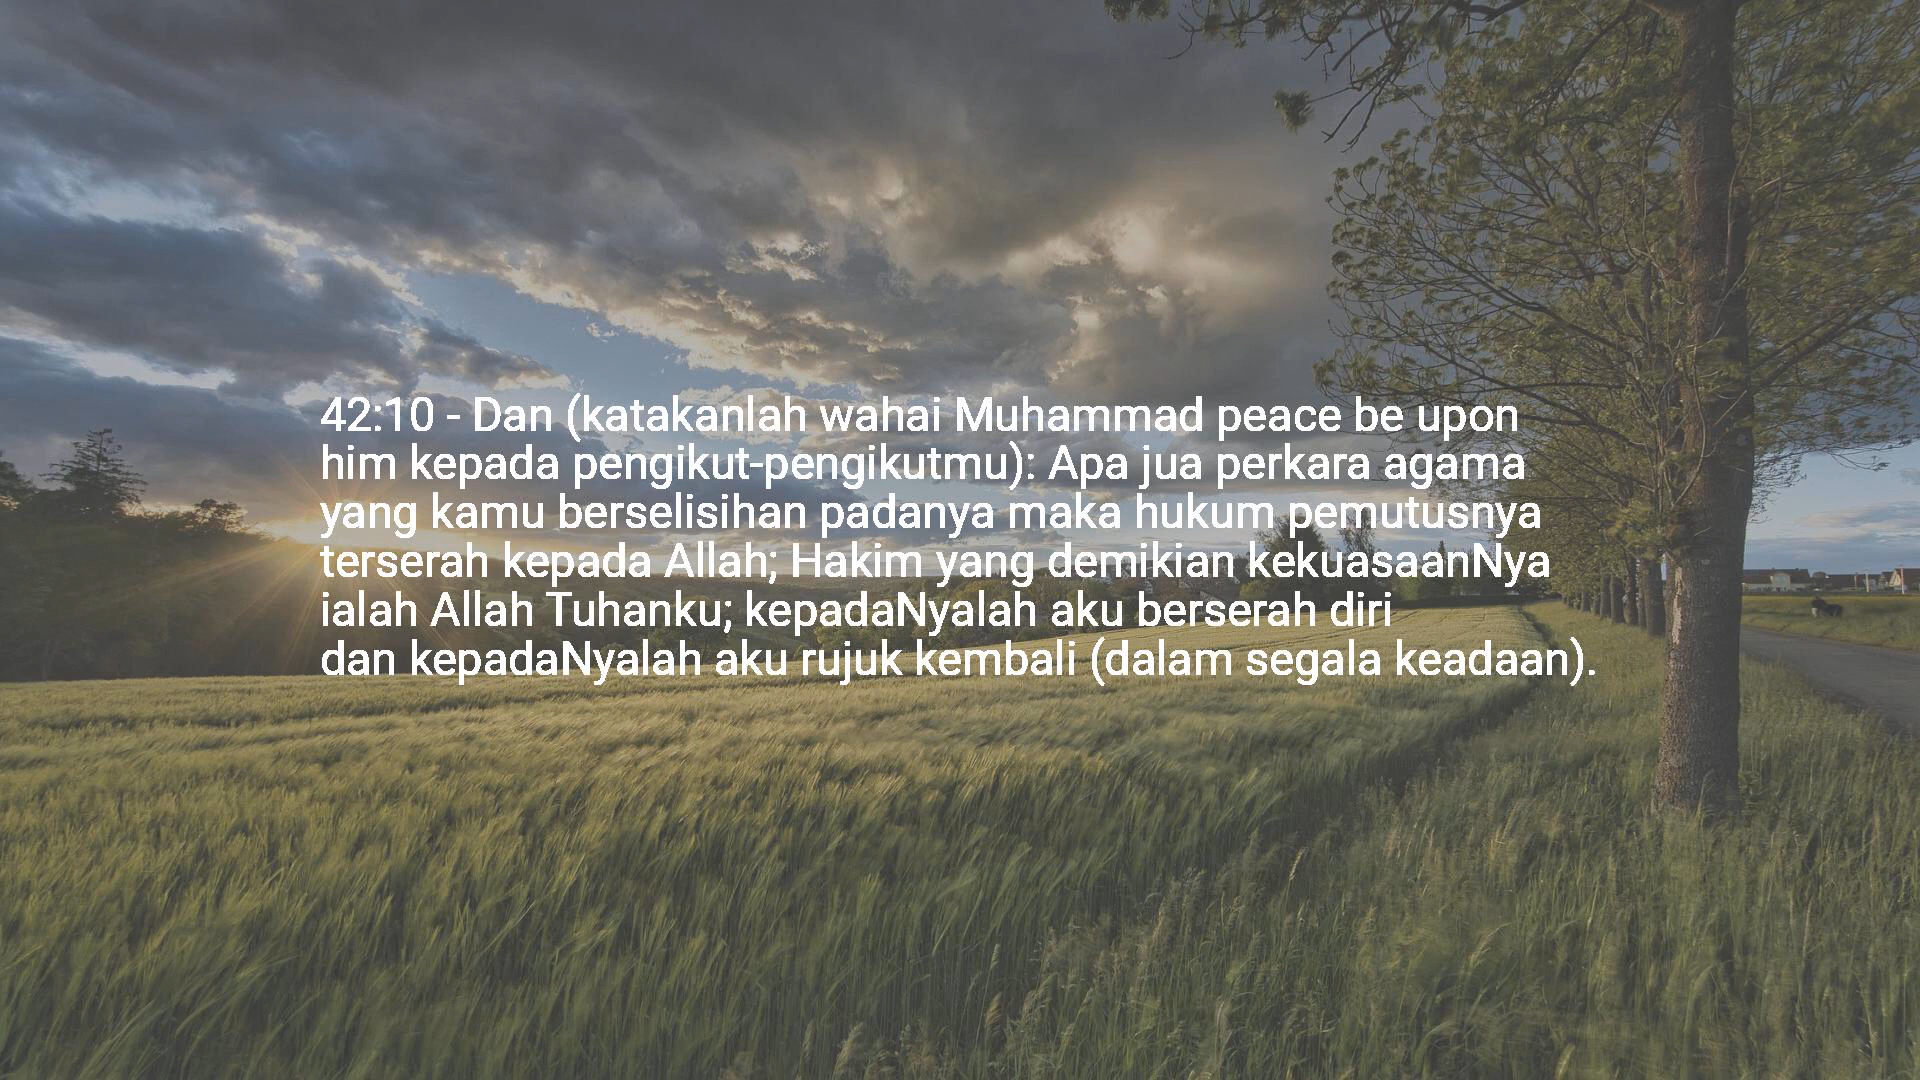 42:10 - Dan (katakanlah wahai Muhammad peace be upon
him kepada pengikut-pengikutmu): Apa jua perkara agama
yang kamu berselisihan padanya maka hukum pemutusnya
terserah kepada Allah; Hakim yang demikian kekuasaanNya
ialah Allah Tuhanku; kepadaNyalah aku berserah diri
dan kepadaNyalah aku rujuk kembali (dalam segala keadaan).